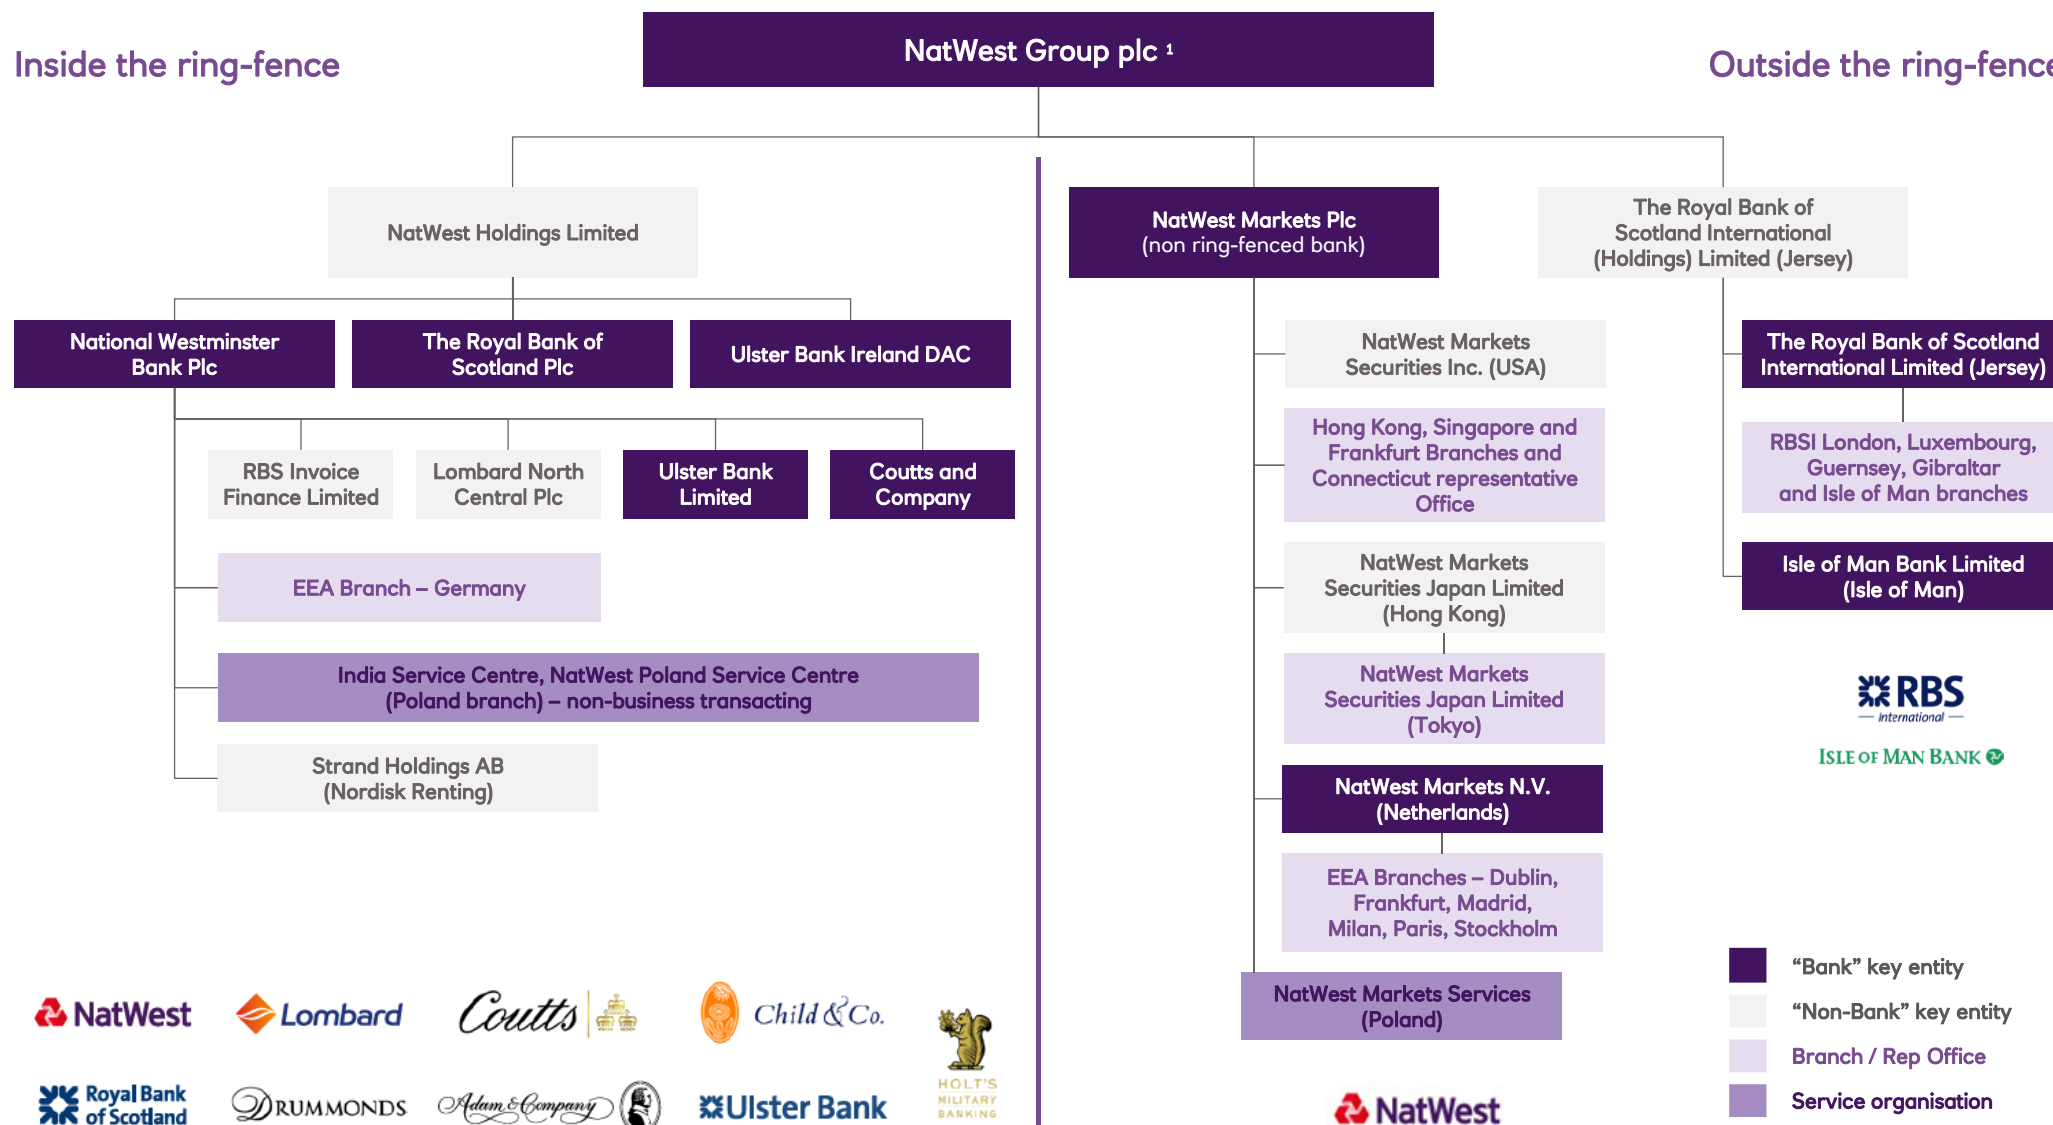 Inside the ring-fence
NatWest Group plc ¹
Outside the ring-fence
NatWest Holdings Limited
NatWest Markets Plc
(non ring-fenced bank)
The Royal Bank of
Scotland International
(Holdings) Limited (Jersey)
National Westminster
Bank Plc
The Royal Bank of
Scotland Plc
Ulster Bank Ireland DAC
RBS Invoice
Finance Limited
Lombard North
Central Plc
Ulster Bank
Limited
Coutts and
Company
EEA Branch – Germany
India Service Centre, NatWest Poland Service Centre
(Poland branch) – non-business transacting
Strand Holdings AB
(Nordisk Renting)
NatWest Markets
Securities Inc. (USA)
Hong Kong, Singapore and
Frankfurt Branches and
Connecticut representative
Office
NatWest Markets
Securities Japan Limited
(Hong Kong)
NatWest Markets
Securities Japan Limited
(Tokyo)
NatWest Markets N.V.
(Netherlands)
EEA Branches – Dublin,
Frankfurt, Madrid,
Milan, Paris, Stockholm
NatWest Markets Services
(Poland)
The Royal Bank of Scotland
International Limited (Jersey)
RBSI London, Luxembourg,
Guernsey, Gibraltar
and Isle of Man branches
Isle of Man Bank Limited
(Isle of Man)
RBS
International
ISLE OF MAN BANK
NatWest
Lombard
Coutts
Child & Co.
HOLT'S
MILITARY
BANKING
Royal Bank
of Scotland
DRUMMONDS
Adam & Company
Ulster Bank
NatWest
“Bank” key entity
“Non-Bank” key entity
Branch / Rep Office
Service organisation